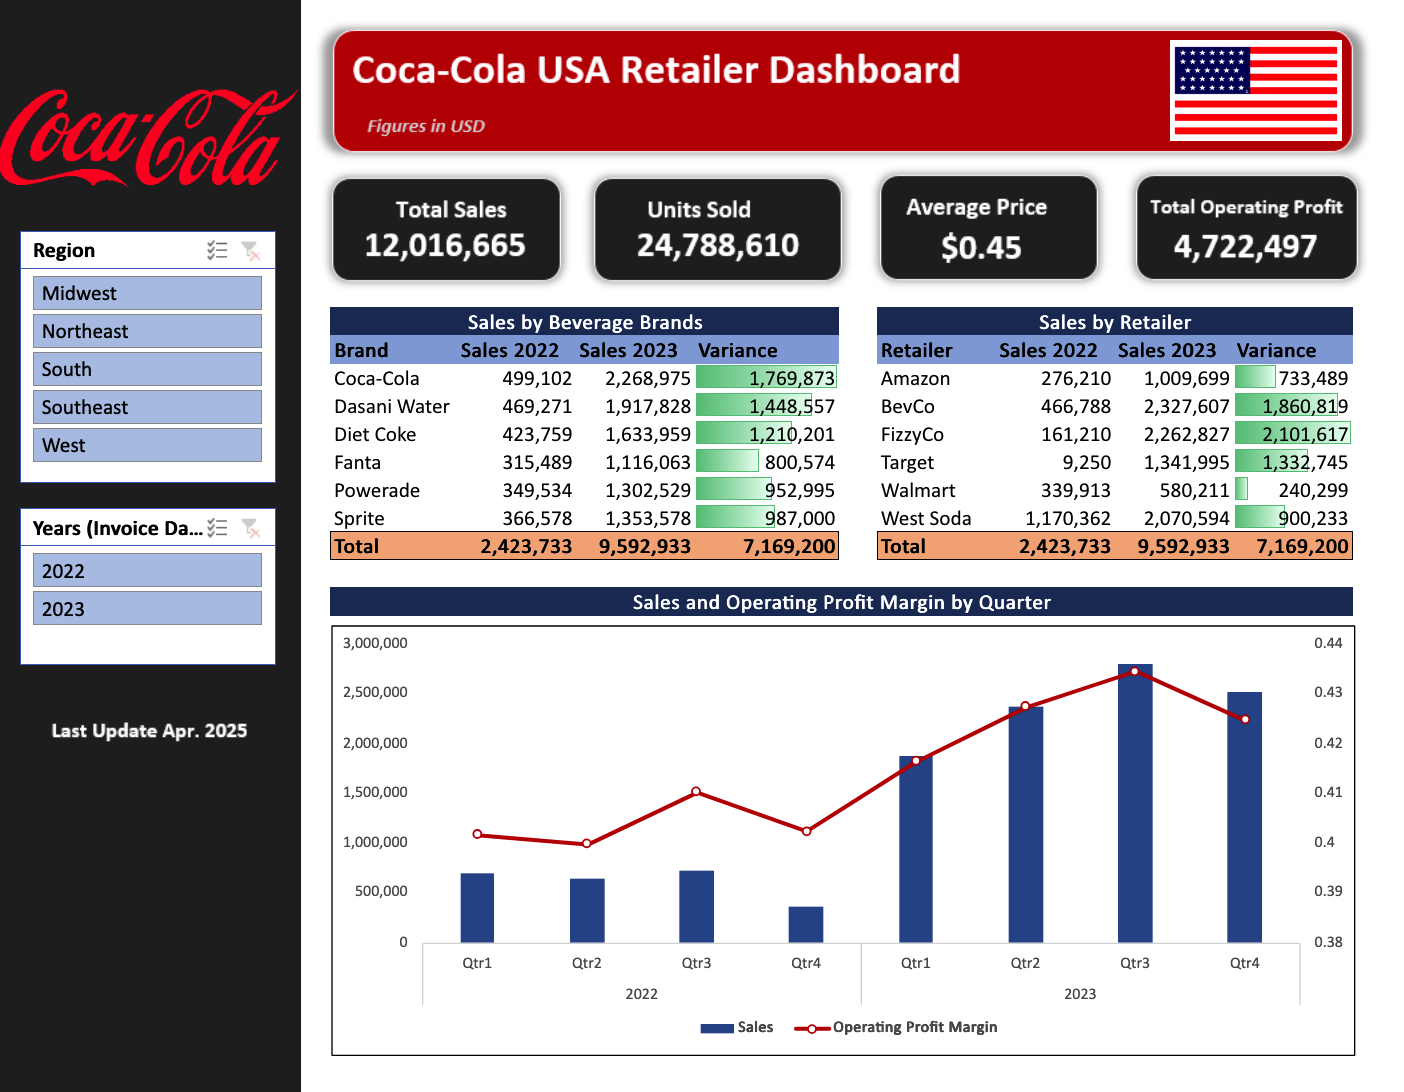 Coca-Cola
Region
Midwest
Northeast
South
Southeast
West
Years (Invoice Da...
2022
2023
Last Update Apr. 2025
Coca-Cola USA Retailer Dashboard
Figures in USD
Total Sales
12,016,665
Units Sold
24,788,610
Average Price
$0.45
Total Operating Profit
4,722,497
Sales by Beverage Brands
Brand Sales 2022 Sales 2023 Variance
Coca-Cola 499,102 2,268,975 1,769,873
Dasani Water 469,271 1,917,828 1,448,557
Diet Coke 423,759 1,633,959 1,210,201
Fanta 315,489 1,116,063 800,574
Powerade 349,534 1,302,529 952,995
Sprite 366,578 1,353,578 987,000
Total 2,423,733 9,592,933 7,169,200
Sales by Retailer
Retailer Sales 2022 Sales 2023 Variance
Amazon 276,210 1,009,699 733,489
BevCo 466,788 2,327,607 1,860,819
FizzyCo 161,210 2,262,827 2,101,617
Target 9,250 1,341,995 1,332,745
Walmart 339,913 580,211 240,299
West Soda 1,170,362 2,070,594 900,233
Total 2,423,733 9,592,933 7,169,200
Sales and Operating Profit Margin by Quarter
3,000,000 0.44
2,500,000 0.43
2,000,000 0.42
1,500,000 0.41
1,000,000 0.4
500,000 0.39
0 0.38
Qtr1 Qtr2 Qtr3 Qtr4 Qtr1 Qtr2 Qtr3 Qtr4
2022 2023
Sales Operating Profit Margin